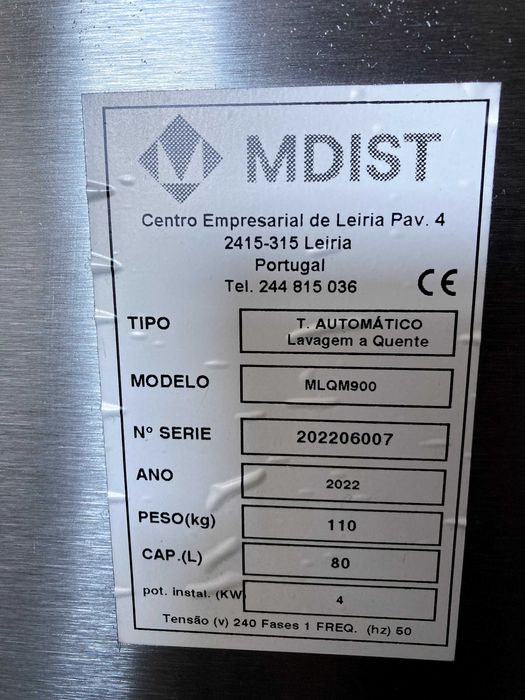 MDIST
Centro Empresarial de Leiria Pav. 4
2415-315 Leiria
Portugal
Tel. 244 815 036
CE
TIPO T. AUTOMÁTICO
Lavagem a Quente
MODELO MLQM900
Nº SERIE 202206007
ANO 2022
PESO(kg) 110
CAP.(L) 80
pot. instal. (KW) 4
Tensão (v) 240 Fases 1 FREQ. (hz) 50